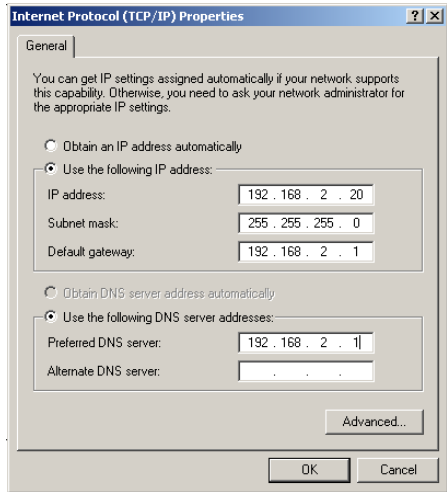 Internet Protocol (TCP/IP) Properties
General
You can get IP settings assigned automatically if your network supports
this capability. Otherwise, you need to ask your network administrator for
the appropriate IP settings.
Obtain an IP address automatically
Use the following IP address:
IP address: 192 . 168 . 2 . 20
Subnet mask: 255 . 255 . 255 . 0
Default gateway: 192 . 168 . 2 . 1
Obtain DNS server address automatically
Use the following DNS server addresses:
Preferred DNS server: 192 . 168 . 2 . 1
Alternate DNS server: . . .
Advanced...
OK Cancel